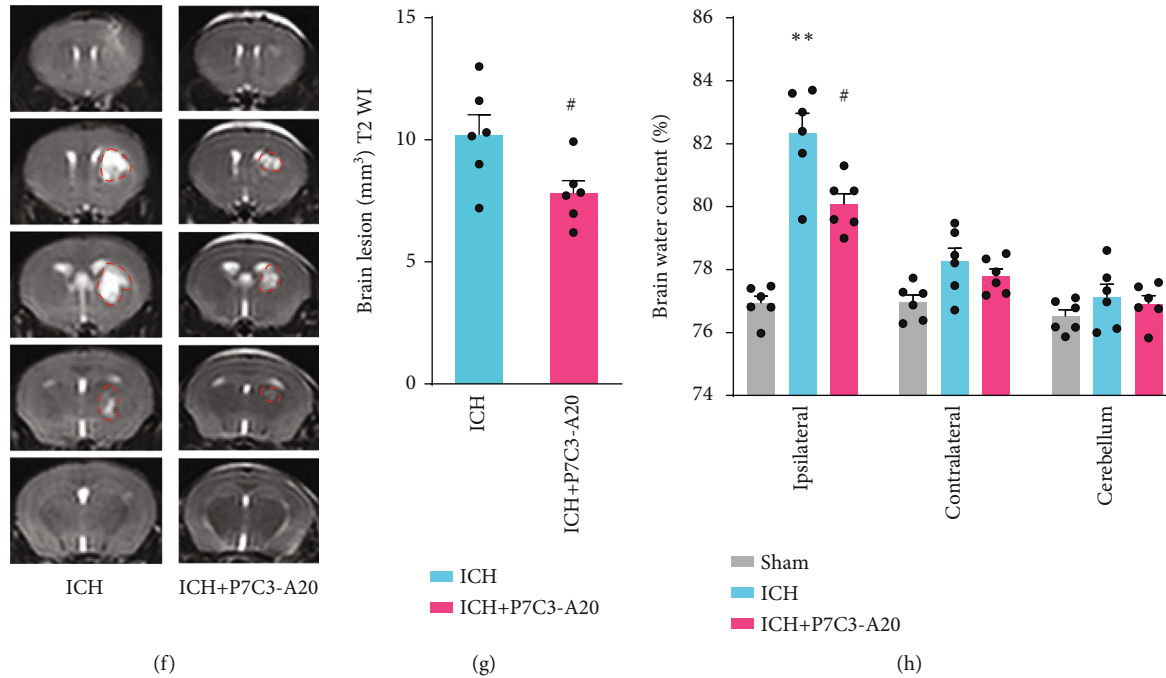 ICH
ICH+P7C3-A20
(f)
Brain lesion (mm³) T2 WI
15
10
5
0
#
ICH
ICH+P7C3-A20
ICH
ICH+P7C3-A20
(g)
Brain water content (%)
86
84
82
80
78
76
74
**
#
Ipsilateral
Contralateral
Cerebellum
Sham
ICH
ICH+P7C3-A20
(h)